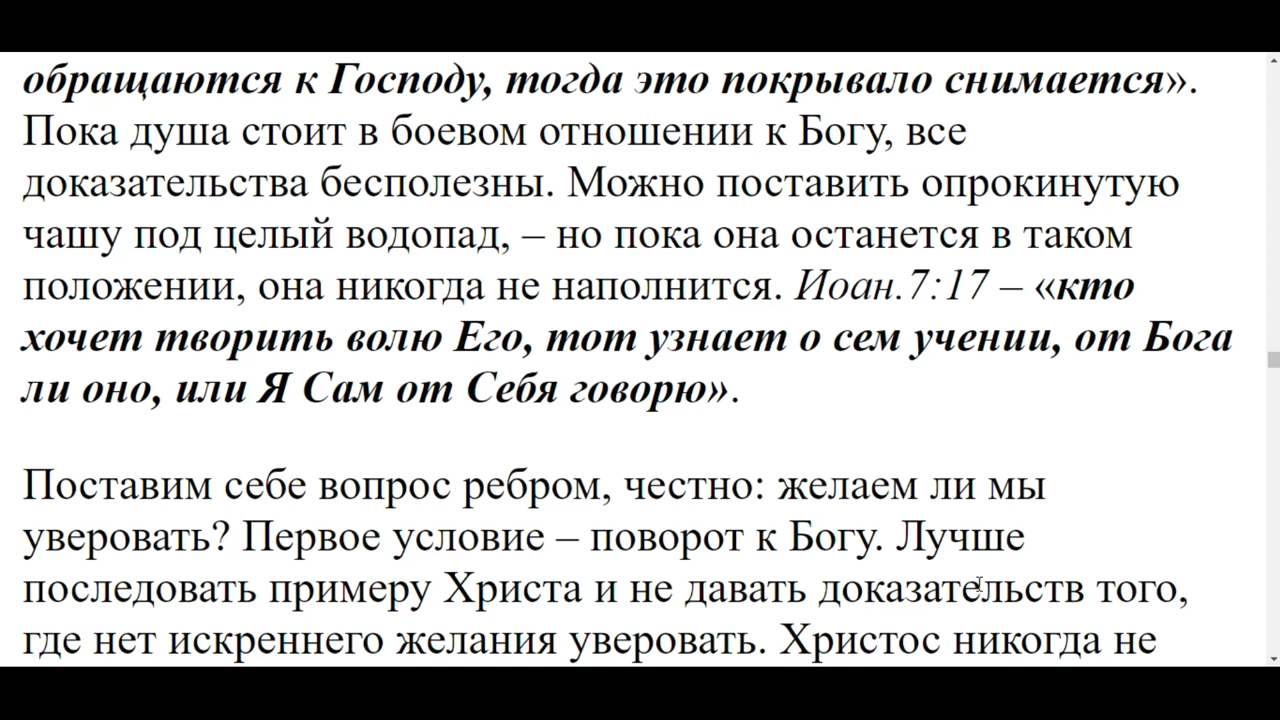 обращаются к Господу, тогда это покрывало снимается».
Пока душа стоит в боевом отношении к Богу, все
доказательства бесполезны. Можно поставить опрокинутую
чашу под целый водопад, – но пока она останется в таком
положении, она никогда не наполнится. Иоан.7:17 – «кто
хочет творить волю Его, тот узнает о сем учении, от Бога
ли оно, или Я Сам от Себя говорю».
Поставим себе вопрос ребром, честно: желаем ли мы
уверовать? Первое условие – поворот к Богу. Лучше
последовать примеру Христа и не давать доказательств того,
где нет искреннего желания уверовать. Христос никогда не